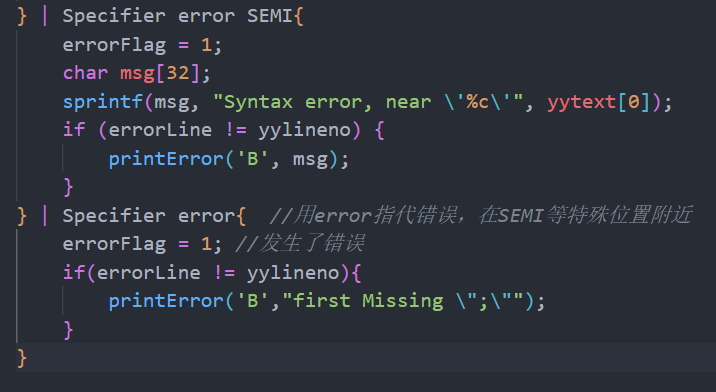 } | Specifier error SEMI{
errorFlag = 1;
char msg[32];
sprintf(msg, "Syntax error, near \'%c\'", yytext[0]);
if (errorLine != yylineno) {
printError('B', msg);
}
} | Specifier error{  //用error指代错误，在SEMI等特殊位置附近
errorFlag = 1; //发生了错误
if(errorLine != yylineno){
printError('B',"first Missing \";\"");
}
}